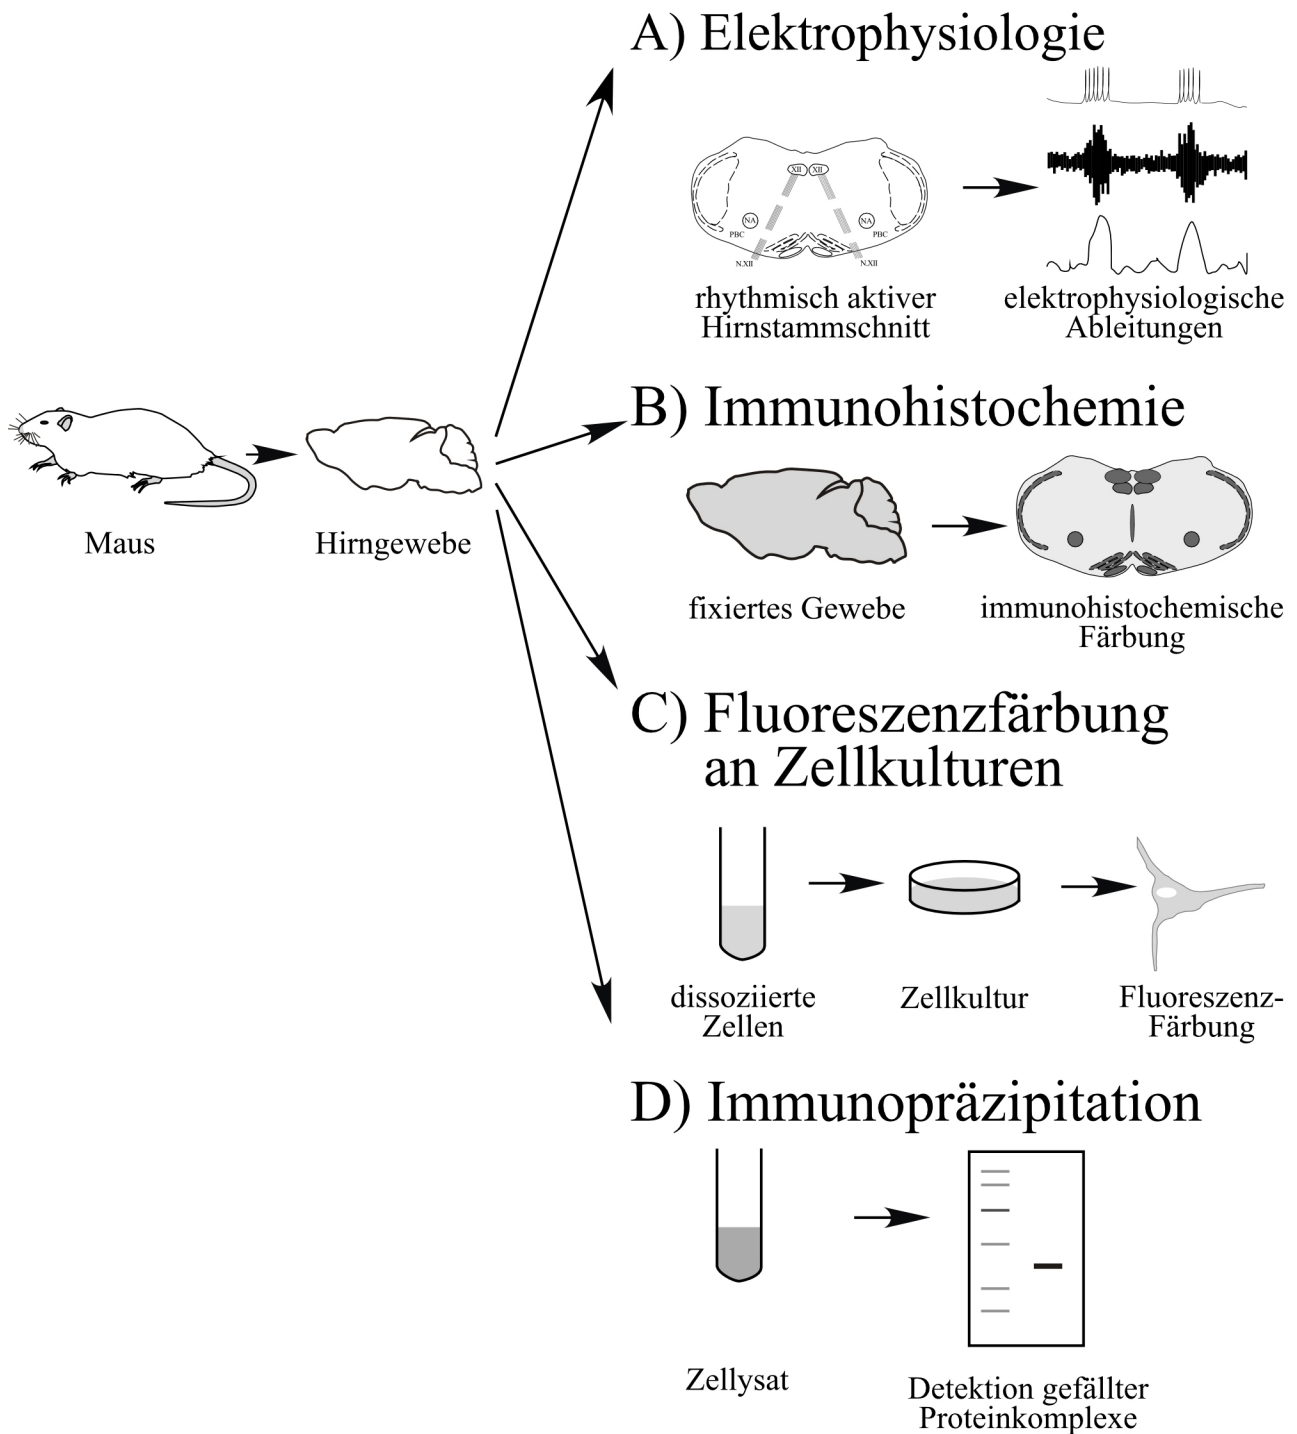 A) Elektrophysiologie
XII XII
NA NA
PBC PBC
N.XII N.XII
rhythmisch aktiver
Hirnstammschnitt
elektrophysiologische
Ableitungen
Maus
Hirngewebe
B) Immunohistochemie
fixiertes Gewebe
immunohistochemische
Färbung
C) Fluoreszenzfärbung
an Zellkulturen
dissoziierte
Zellen
Zellkultur
Fluoreszenz-
Färbung
D) Immunopräzipitation
Zellysat
Detektion gefällter
Proteinkomplexe